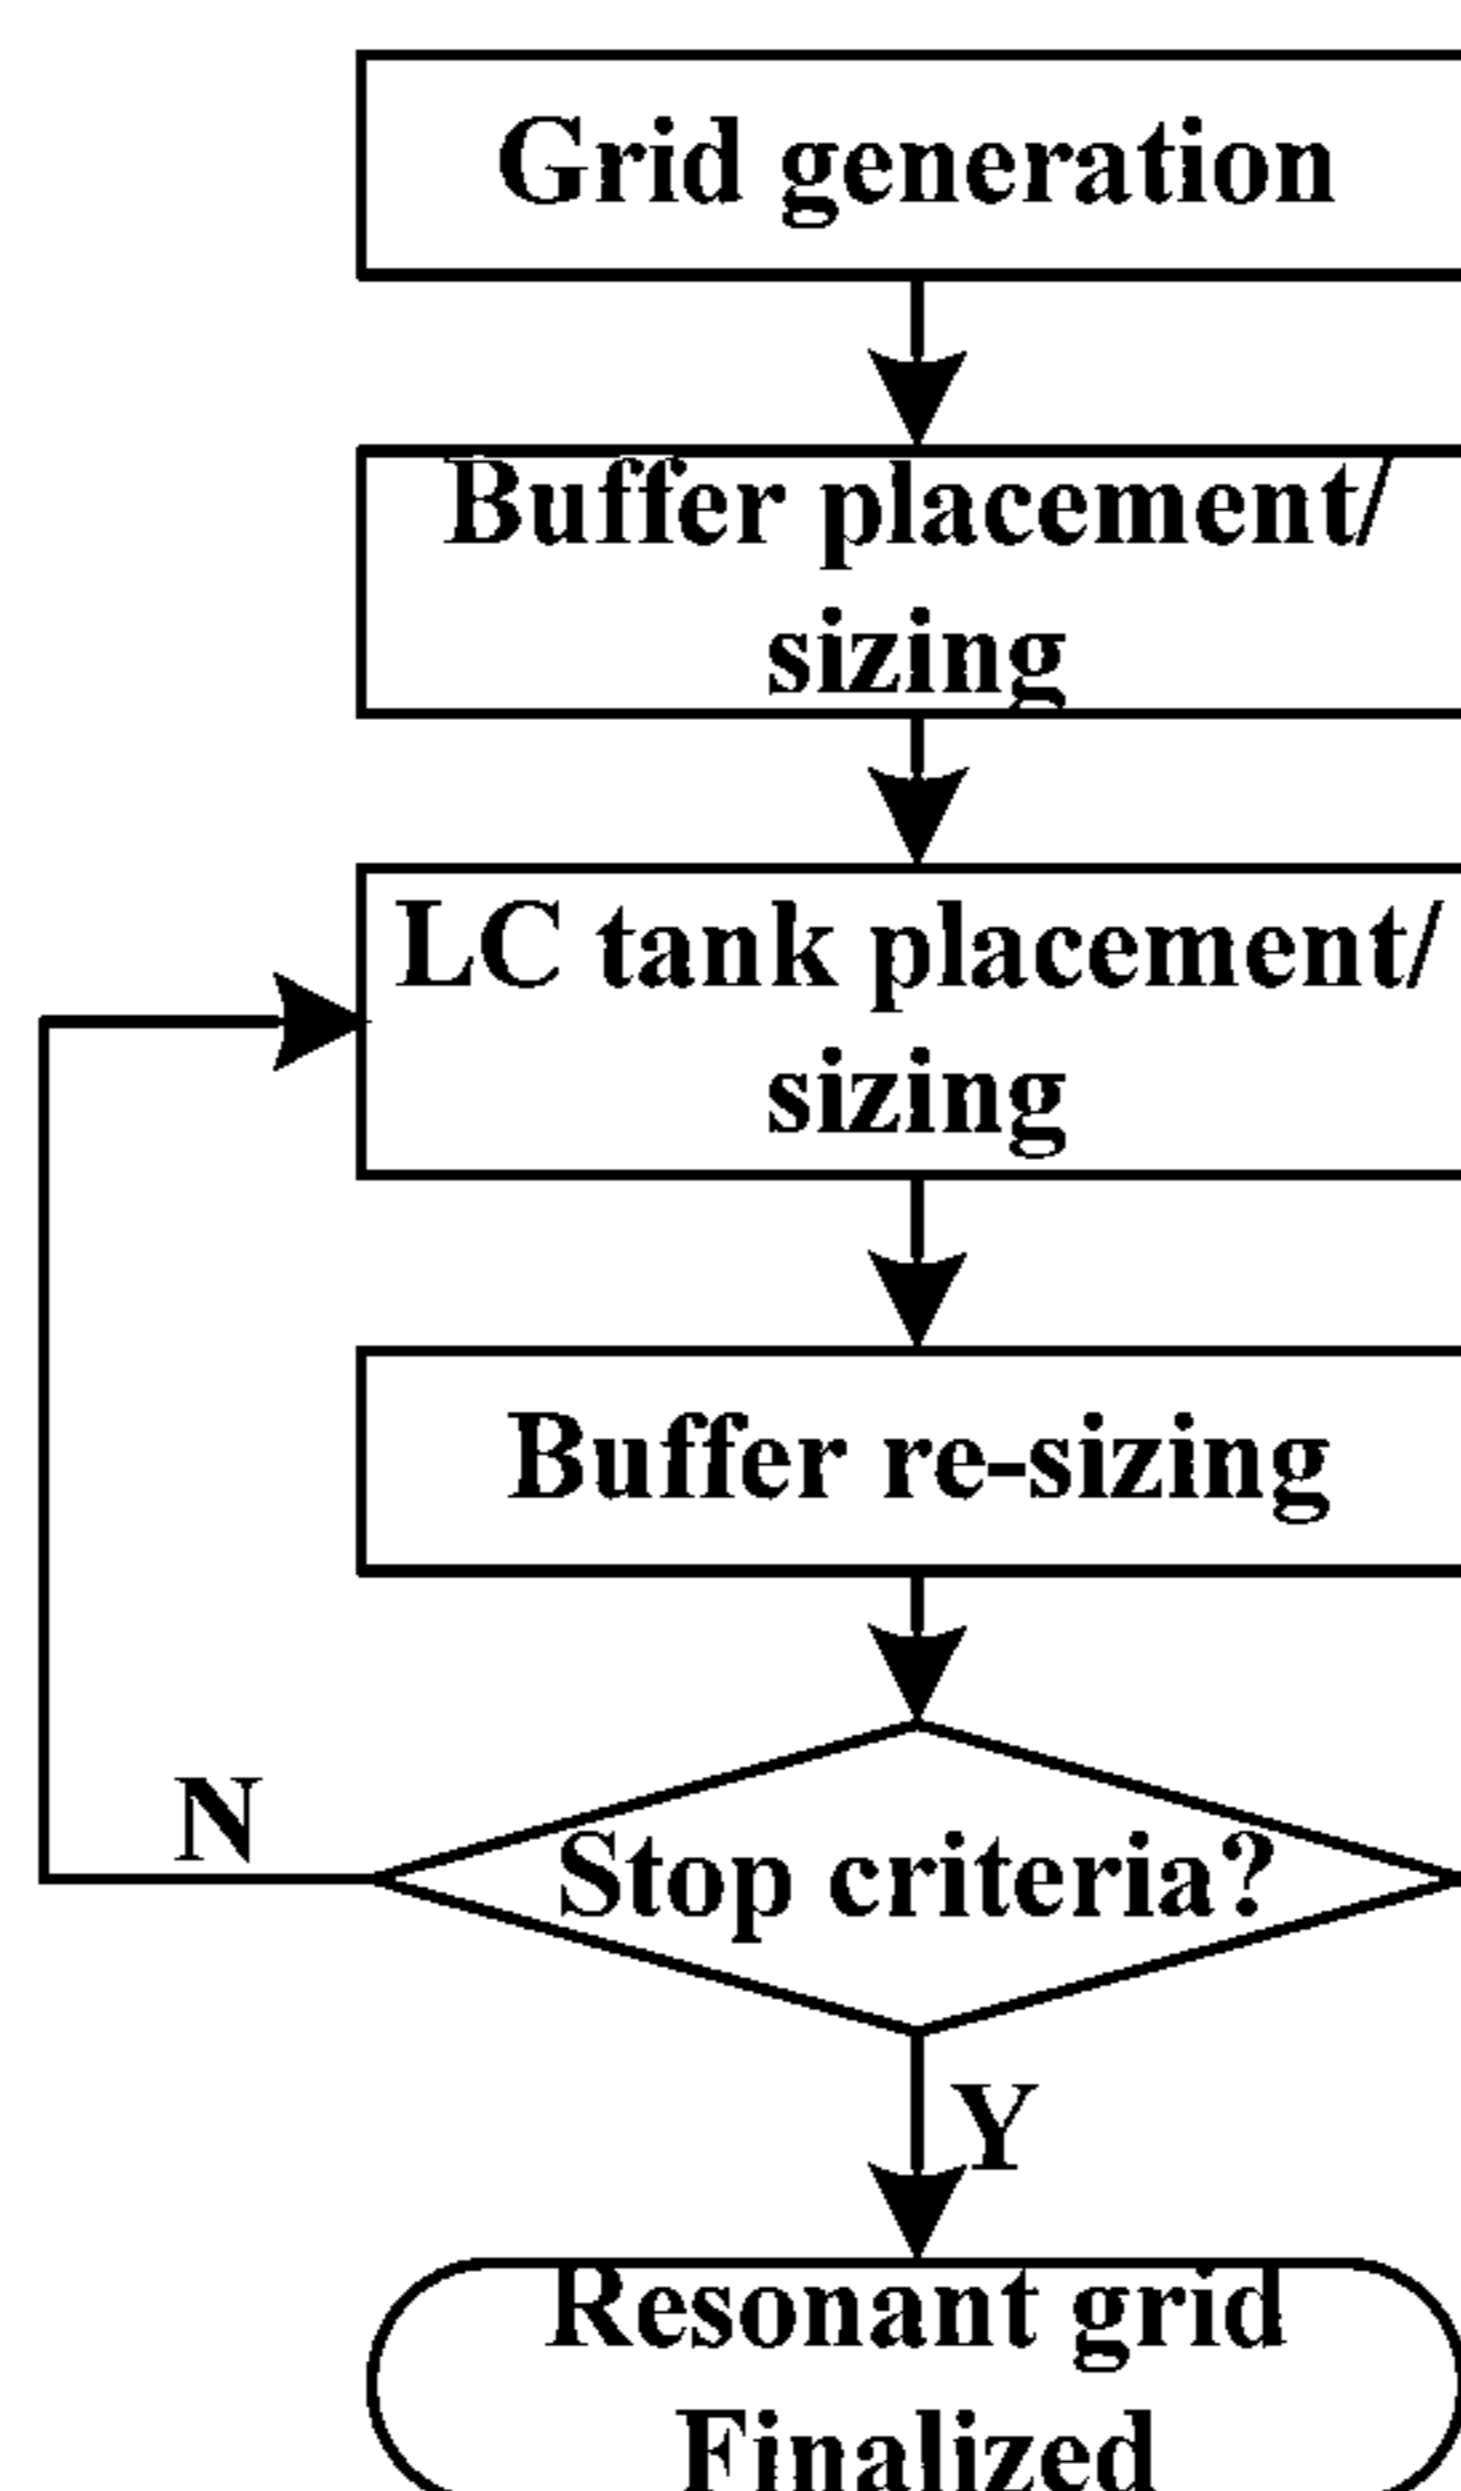 Grid generation
Buffer placement/
sizing
LC tank placement/
sizing
Buffer re-sizing
N
Stop criteria?
Y
Resonant grid
Finalized